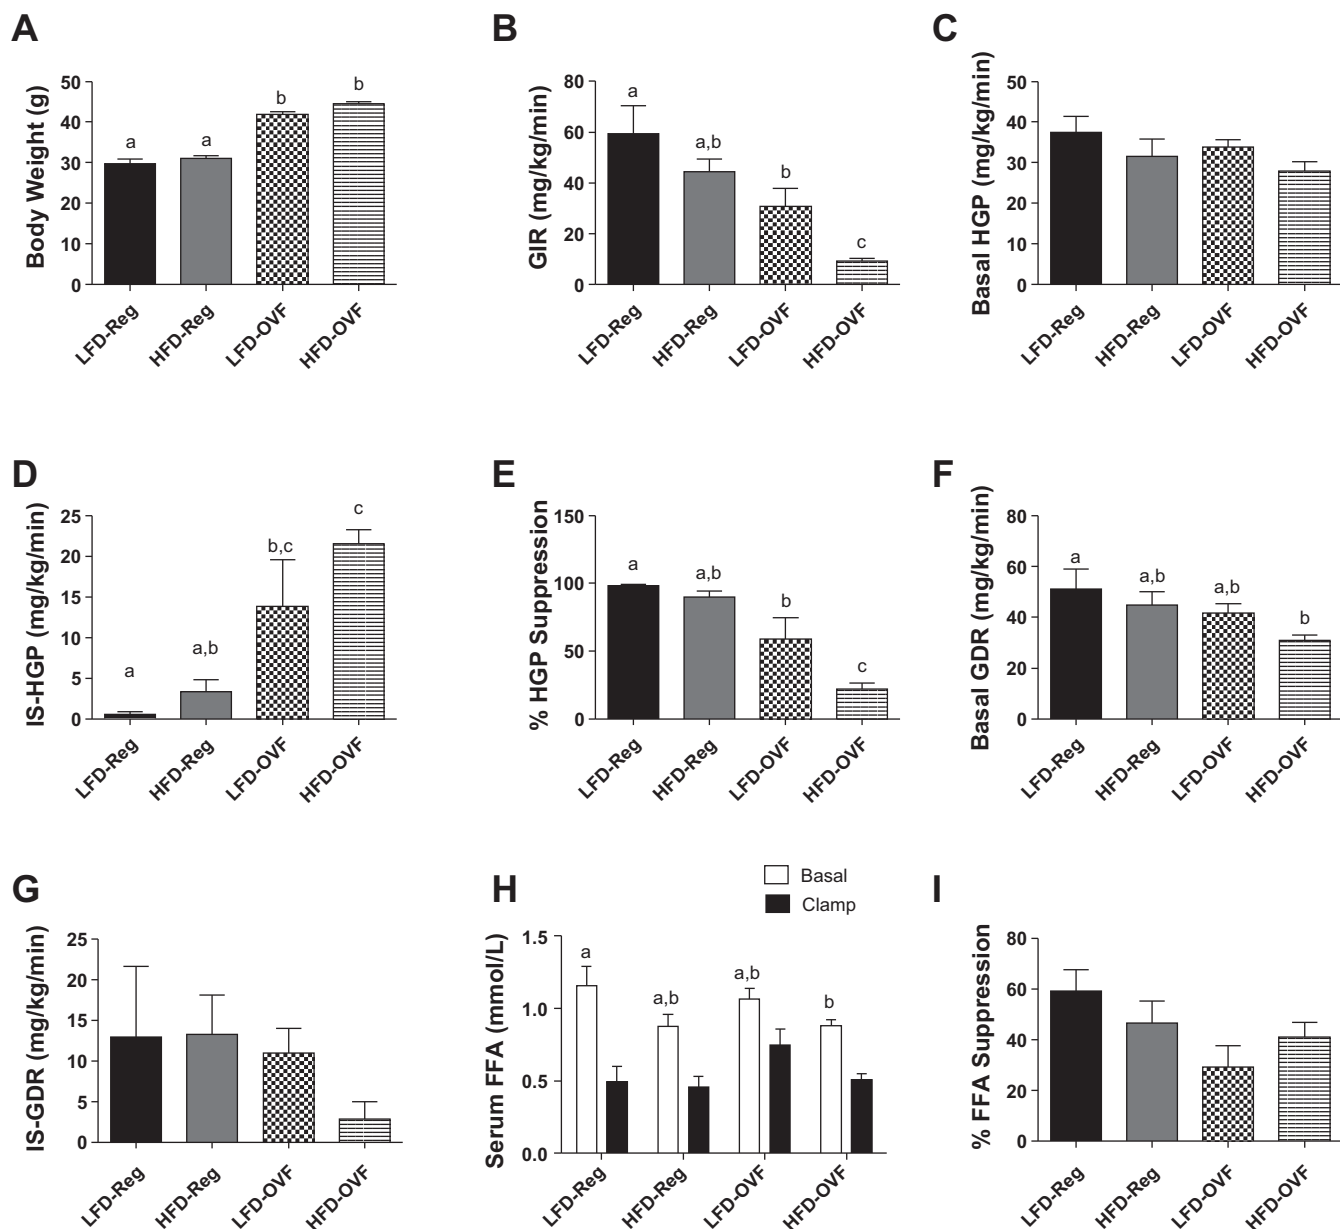 A
Body Weight (g)
50
40
30
20
10
0
a
a
b
b
LFD-Reg
HFD-Reg
LFD-OVF
HFD-OVF
B
GIR (mg/kg/min)
80
60
40
20
0
a
a,b
b
c
LFD-Reg
HFD-Reg
LFD-OVF
HFD-OVF
C
Basal HGP (mg/kg/min)
50
40
30
20
10
0
LFD-Reg
HFD-Reg
LFD-OVF
HFD-OVF
D
IS-HGP (mg/kg/min)
25
20
15
10
5
0
a
a,b
b,c
c
LFD-Reg
HFD-Reg
LFD-OVF
HFD-OVF
E
% HGP Suppression
150
100
50
0
a
a,b
b
c
LFD-Reg
HFD-Reg
LFD-OVF
HFD-OVF
F
Basal GDR (mg/kg/min)
80
60
40
20
0
a
a,b
a,b
b
LFD-Reg
HFD-Reg
LFD-OVF
HFD-OVF
G
IS-GDR (mg/kg/min)
25
20
15
10
5
0
LFD-Reg
HFD-Reg
LFD-OVF
HFD-OVF
H
Basal
Clamp
Serum FFA (mmol/L)
1.5
1.0
0.5
0.0
a
a,b
a,b
b
LFD-Reg
HFD-Reg
LFD-OVF
HFD-OVF
I
% FFA Suppression
80
60
40
20
0
LFD-Reg
HFD-Reg
LFD-OVF
HFD-OVF